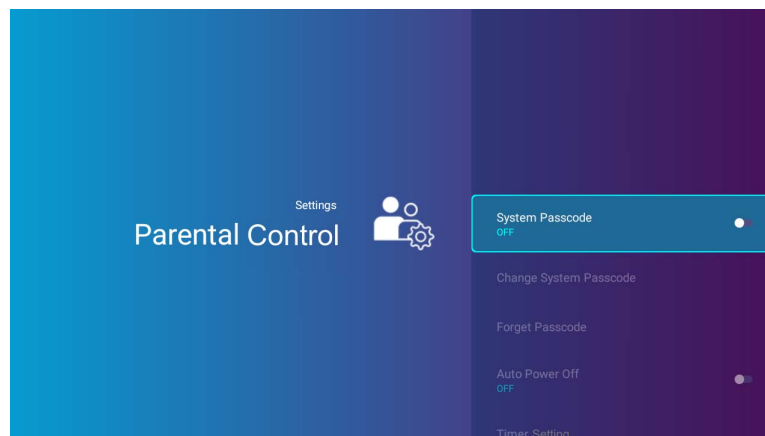 Settings
Parental Control
System Passcode
OFF
Change System Passcode
Forget Passcode
Auto Power Off
OFF
Timer Setting